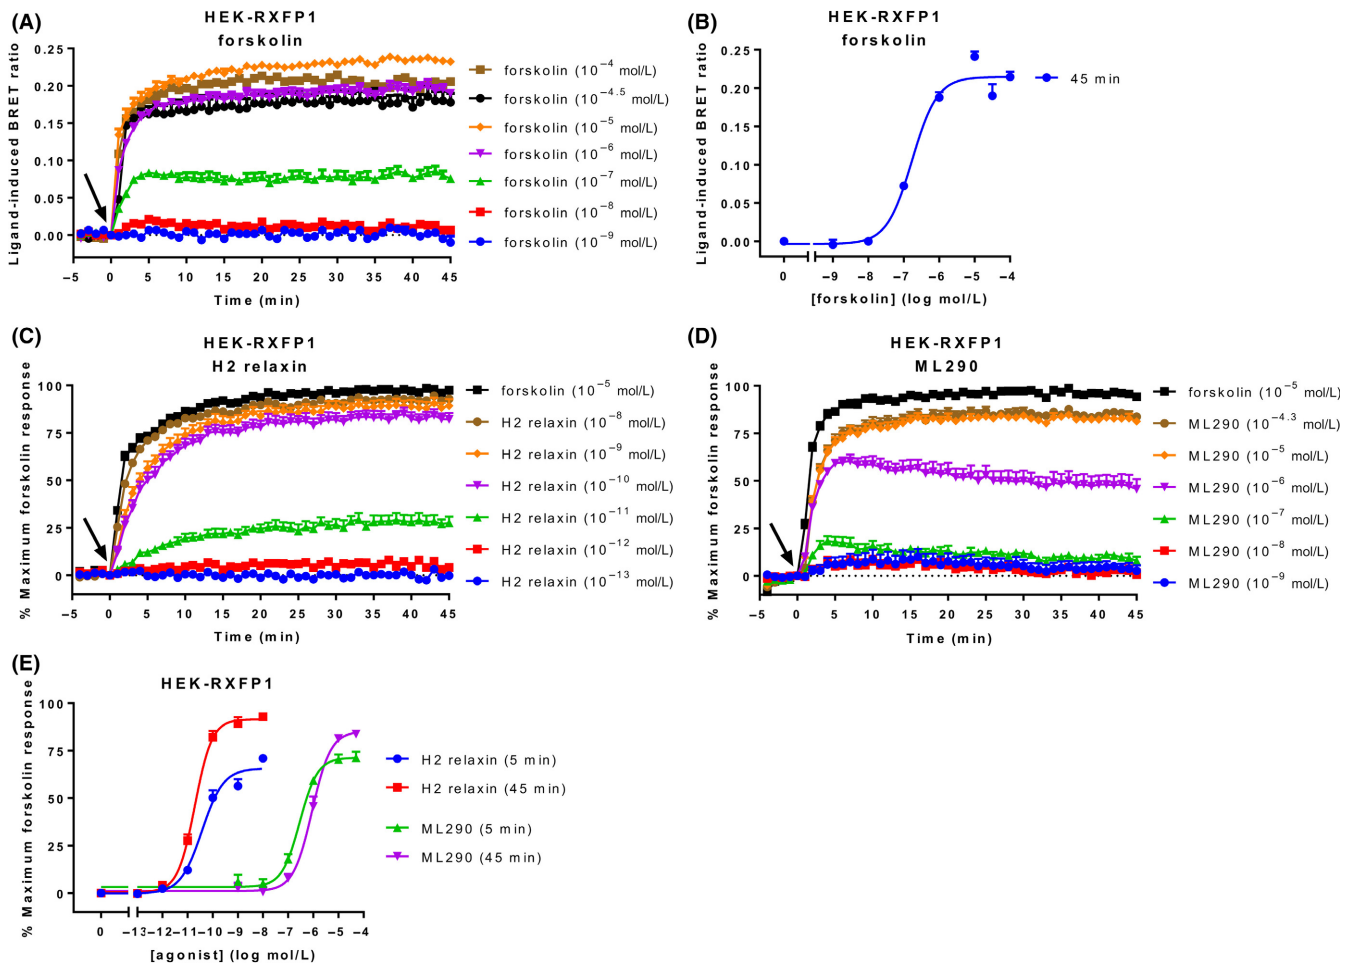 (A)
HEK-RXFP1
forskolin
Ligand-induced BRET ratio
0.25
0.20
0.15
0.10
0.05
0.00
−5 0 5 10 15 20 25 30 35 40 45
Time (min)
forskolin (10⁻⁴ mol/L)
forskolin (10⁻⁴·⁵ mol/L)
forskolin (10⁻⁵ mol/L)
forskolin (10⁻⁶ mol/L)
forskolin (10⁻⁷ mol/L)
forskolin (10⁻⁸ mol/L)
forskolin (10⁻⁹ mol/L)
(B)
HEK-RXFP1
forskolin
Ligand-induced BRET ratio
0.25
0.20
0.15
0.10
0.05
0.00
0 −9 −8 −7 −6 −5 −4
[forskolin] (log mol/L)
45 min
(C)
HEK-RXFP1
H2 relaxin
% Maximum forskolin response
100
75
50
25
0
−5 0 5 10 15 20 25 30 35 40 45
Time (min)
forskolin (10⁻⁵ mol/L)
H2 relaxin (10⁻⁸ mol/L)
H2 relaxin (10⁻⁹ mol/L)
H2 relaxin (10⁻¹⁰ mol/L)
H2 relaxin (10⁻¹¹ mol/L)
H2 relaxin (10⁻¹² mol/L)
H2 relaxin (10⁻¹³ mol/L)
(D)
HEK-RXFP1
ML290
% Maximum forskolin response
100
75
50
25
0
−5 0 5 10 15 20 25 30 35 40 45
Time (min)
forskolin (10⁻⁵ mol/L)
ML290 (10⁻⁴·³ mol/L)
ML290 (10⁻⁵ mol/L)
ML290 (10⁻⁶ mol/L)
ML290 (10⁻⁷ mol/L)
ML290 (10⁻⁸ mol/L)
ML290 (10⁻⁹ mol/L)
(E)
HEK-RXFP1
% Maximum forskolin response
100
75
50
25
0
0 −13 −12 −11 −10 −9 −8 −7 −6 −5 −4
[agonist] (log mol/L)
H2 relaxin (5 min)
H2 relaxin (45 min)
ML290 (5 min)
ML290 (45 min)